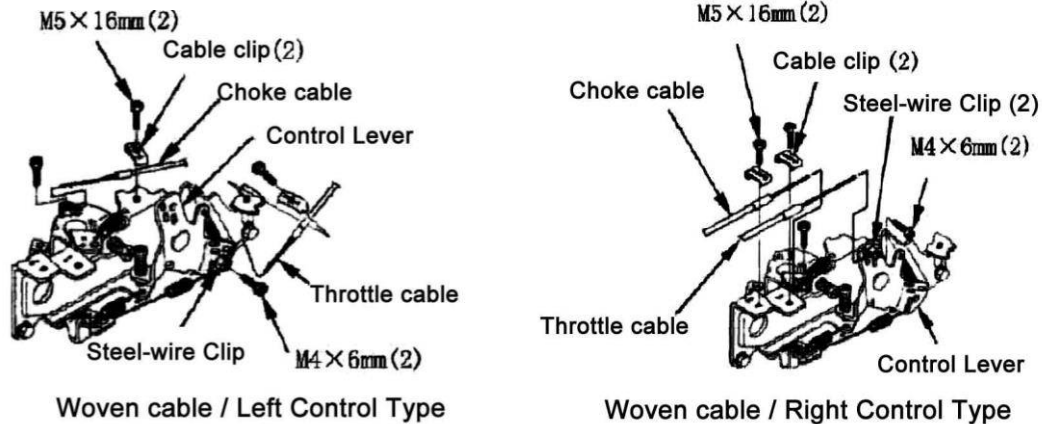 M5×16mm(2)
Cable clip(2)
Choke cable
Control Lever
Throttle cable
Steel-wire Clip
M4×6mm(2)
Woven cable / Left Control Type
M5×16mm(2)
Cable clip (2)
Choke cable
Steel-wire Clip (2)
M4×6mm(2)
Throttle cable
Control Lever
Woven cable / Right Control Type